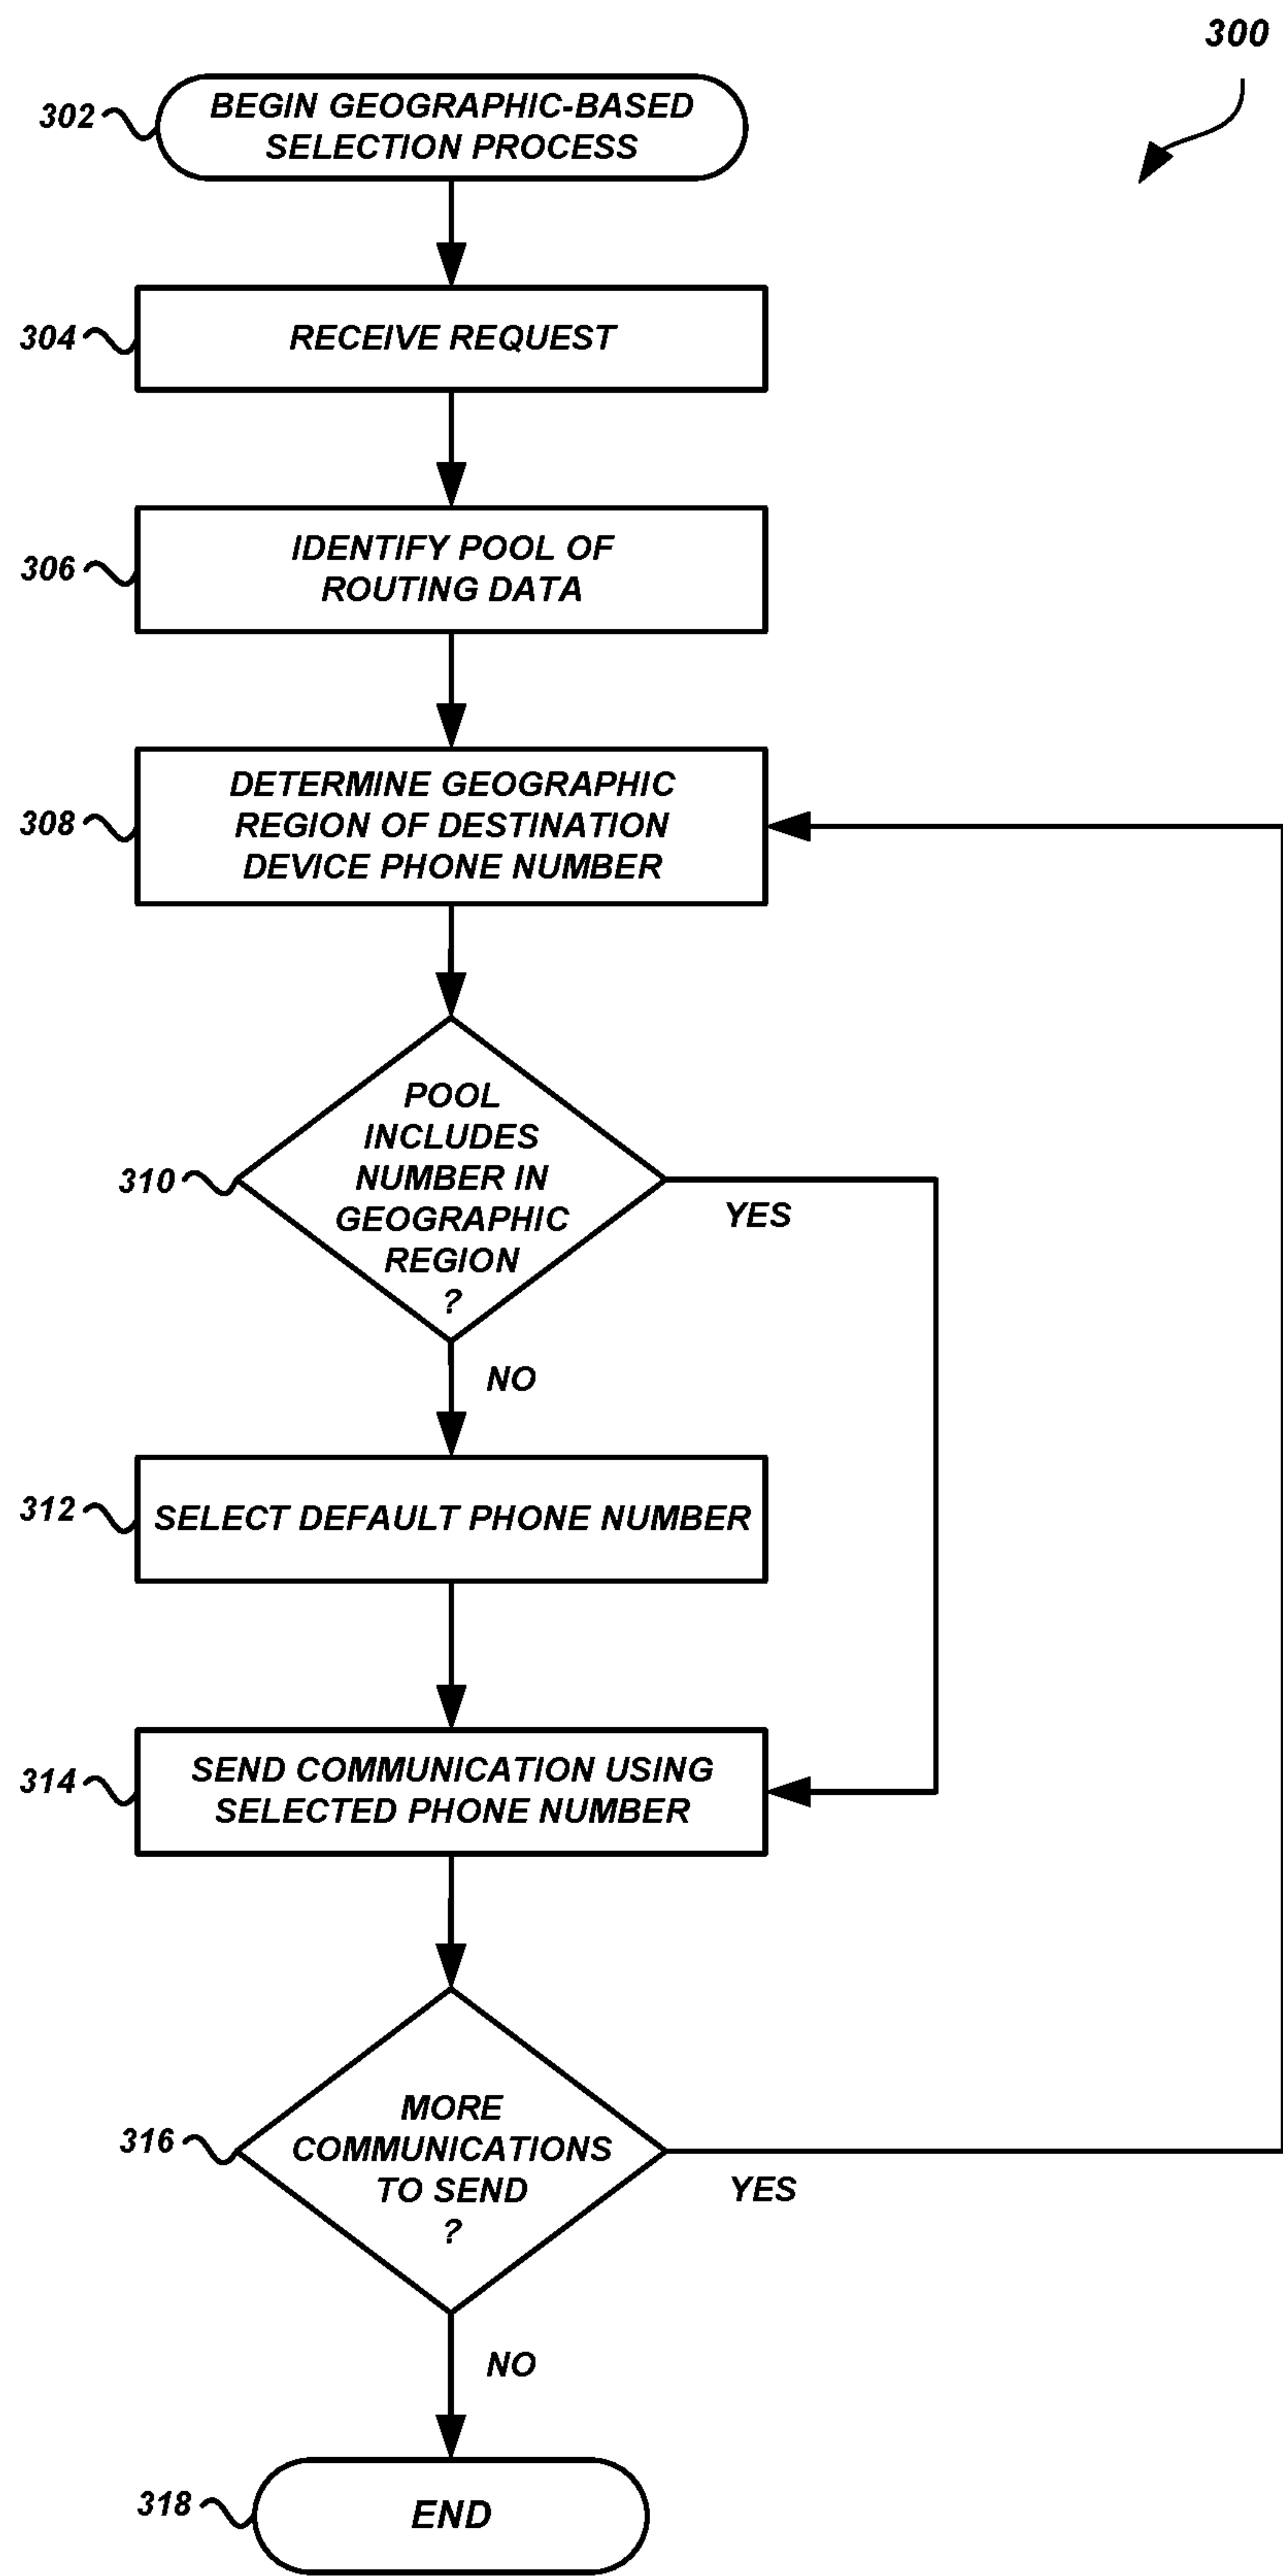 300
302
BEGIN GEOGRAPHIC-BASED
SELECTION PROCESS
304
RECEIVE REQUEST
306
IDENTIFY POOL OF
ROUTING DATA
308
DETERMINE GEOGRAPHIC
REGION OF DESTINATION
DEVICE PHONE NUMBER
310
POOL
INCLUDES
NUMBER IN
GEOGRAPHIC
REGION
?
YES
NO
312
SELECT DEFAULT PHONE NUMBER
314
SEND COMMUNICATION USING
SELECTED PHONE NUMBER
316
MORE
COMMUNICATIONS
TO SEND
?
YES
NO
318
END